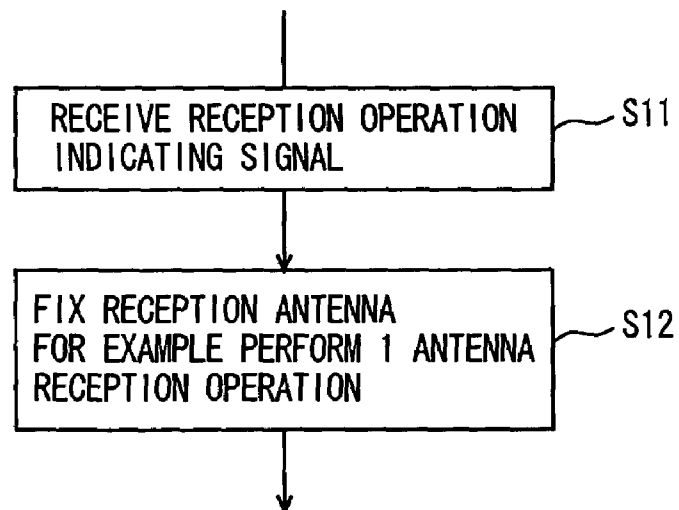 RECEIVE RECEPTION OPERATION
INDICATING SIGNAL
S11
FIX RECEPTION ANTENNA
FOR EXAMPLE PERFORM 1 ANTENNA
RECEPTION OPERATION
S12